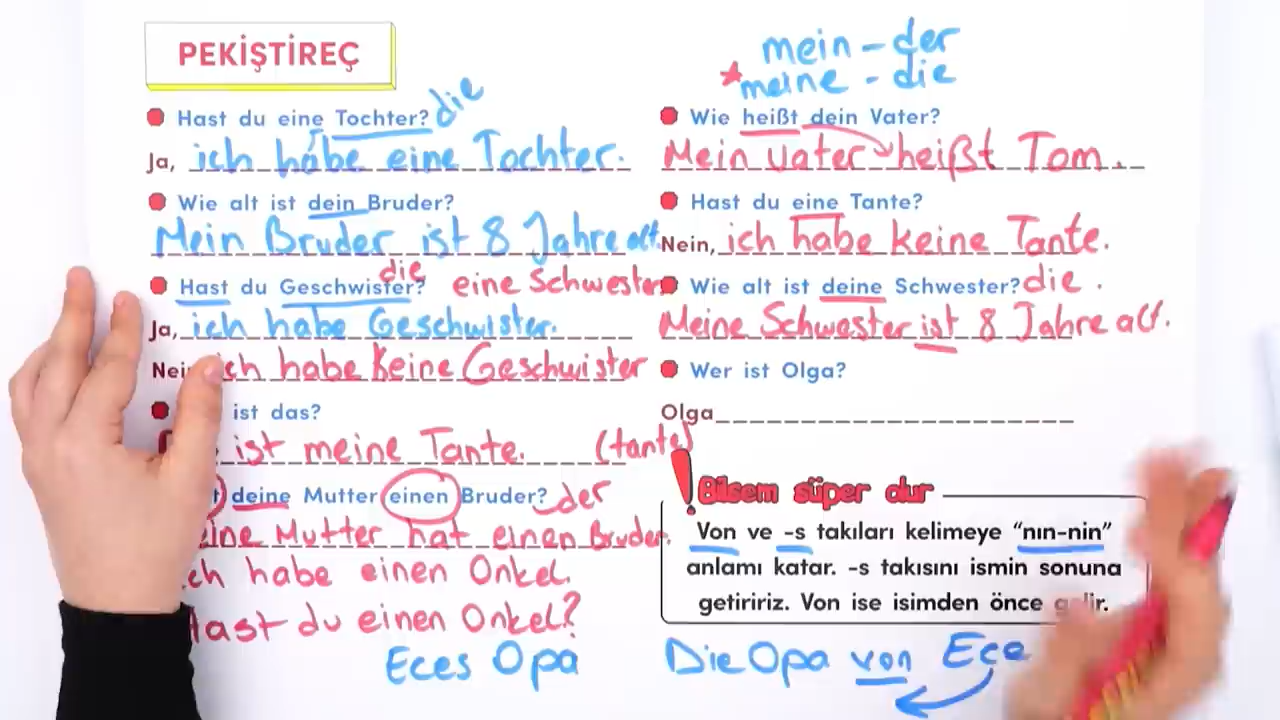 PEKİŞTİREÇ
Hast du eine Tochter? die
Ja, ich habe eine Tochter.
Wie alt ist dein Bruder?
Mein Bruder ist 8 Jahre alt.
Hast du Geschwister? die eine Schwester
Ja, ich habe Geschwister.
ich habe keine Geschwister
ist das?
ist meine Tante. (tante)
deine Mutter einen Bruder? der
Mutter hat einen Bruder.
ich habe einen Onkel.
Hast du einen Onkel?
Eces Opa
mein - der
meine - die
Wie heißt dein Vater?
Mein Vater heißt Tom.
Hast du eine Tante?
Nein, ich habe keine Tante.
Wie alt ist deine Schwester? die.
Meine Schwester ist 8 Jahre alt.
Wer ist Olga?
Olga
! Bilsem süper olur
Von ve -s takıları kelimeye “nın-nin”
anlamı katar. -s takısını ismin sonuna
getiririz. Von ise isimden önce gelir.
Die Opa von Ece